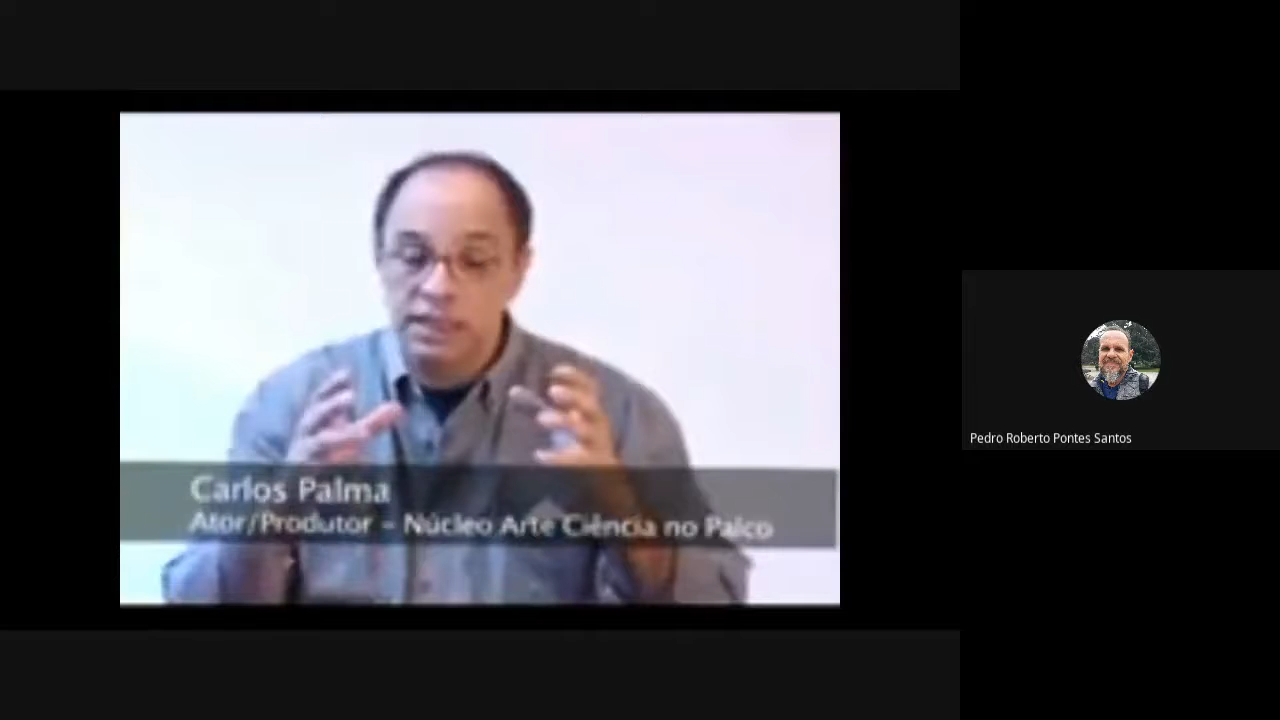 Carlos Palma
Ator/Produtor – Núcleo Arte Ciência no Palco
Pedro Roberto Pontes Santos